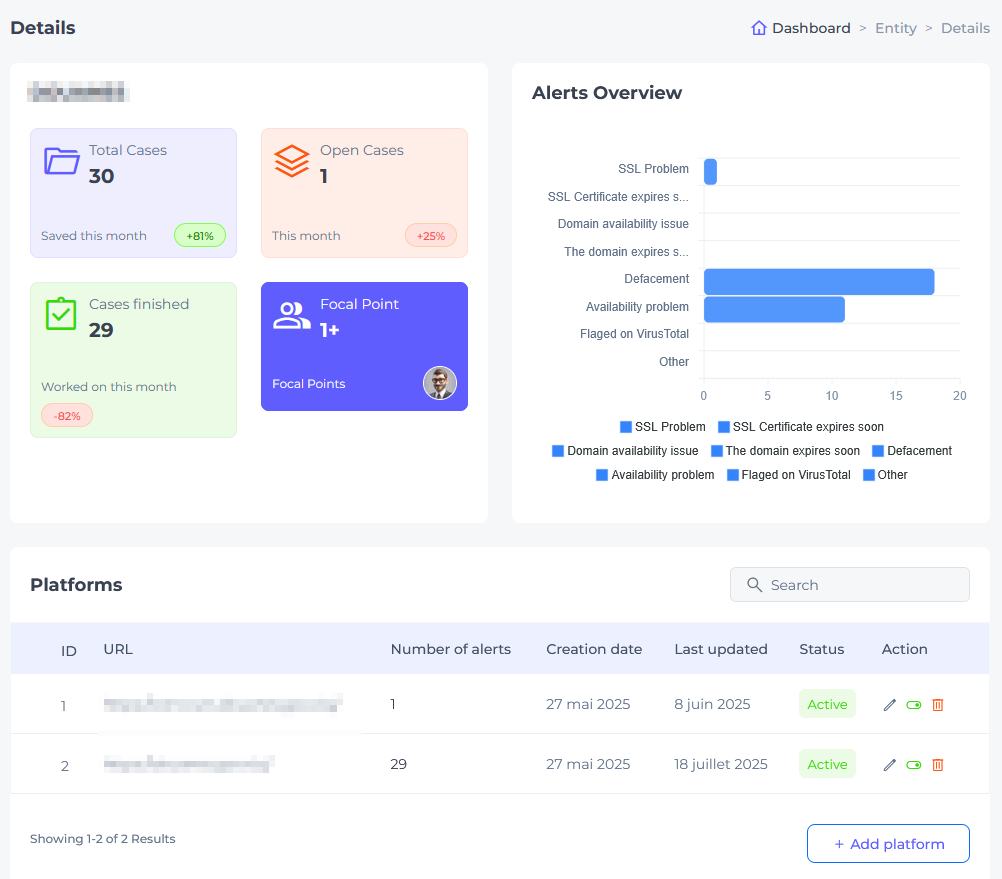 Details
Dashboard > Entity > Details
Total Cases
30
Saved this month
+81%
Open Cases
1
This month
+25%
Cases finished
29
Worked on this month
-82%
Focal Point
1+
Focal Points
Alerts Overview
SSL Problem
SSL Certificate expires s...
Domain availability issue
The domain expires s...
Defacement
Availability problem
Flaged on VirusTotal
Other
0 5 10 15 20
SSL Problem SSL Certificate expires soon
Domain availability issue The domain expires soon Defacement
Availability problem Flaged on VirusTotal Other
Platforms
Search
ID URL Number of alerts Creation date Last updated Status Action
1 1 27 mai 2025 8 juin 2025 Active
2 29 27 mai 2025 18 juillet 2025 Active
Showing 1-2 of 2 Results
+ Add platform